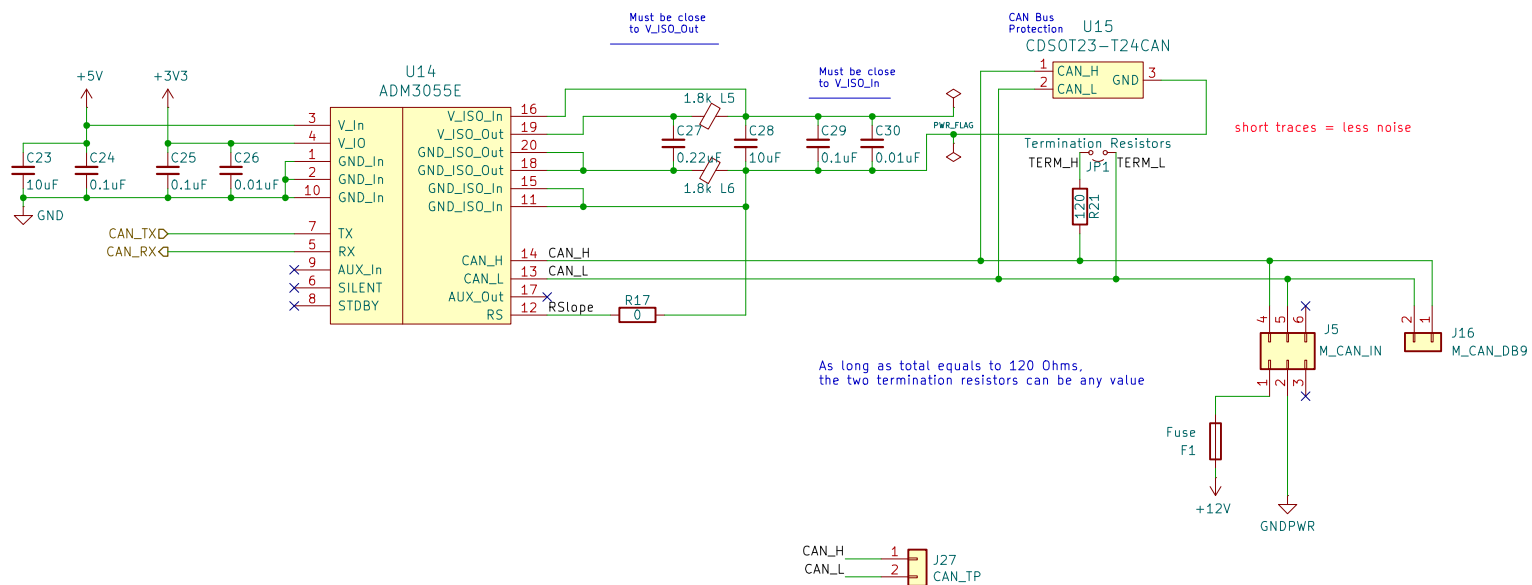 Must be close
to V_ISO_Out
CAN Bus
Protection
U15
CDSOT23-T24CAN
1
CAN_H
2
CAN_L
GND
3
+5V
+3V3
U14
ADM3055E
Must be close
to V_ISO_In
1.8k L5
PWR_FLAG
short traces = less noise
3
V_In
4
V_IO
1
GND_In
2
GND_In
10
GND_In
7
TX
5
RX
9
AUX_In
6
SILENT
8
STDBY
V_ISO_In
16
V_ISO_Out
19
GND_ISO_Out
20
GND_ISO_Out
18
GND_ISO_In
15
GND_ISO_In
11
CAN_H
14
CAN_L
13
AUX_Out
17
RS
12
C23
10uF
C24
0.1uF
C25
0.1uF
C26
0.01uF
GND
CAN_TX
CAN_RX
C27
0.22uF
C28
10uF
C29
0.1uF
C30
0.01uF
1.8k L6
Termination Resistors
TERM_H
JP1
TERM_L
120
R21
CAN_H
CAN_L
RSlope
R17
0
As long as total equals to 120 Ohms,
the two termination resistors can be any value
4
5
6
J5
M_CAN_IN
1
2
3
2
1
J16
M_CAN_DB9
Fuse
F1
+12V
GNDPWR
CAN_H
1
CAN_L
2
J27
CAN_TP